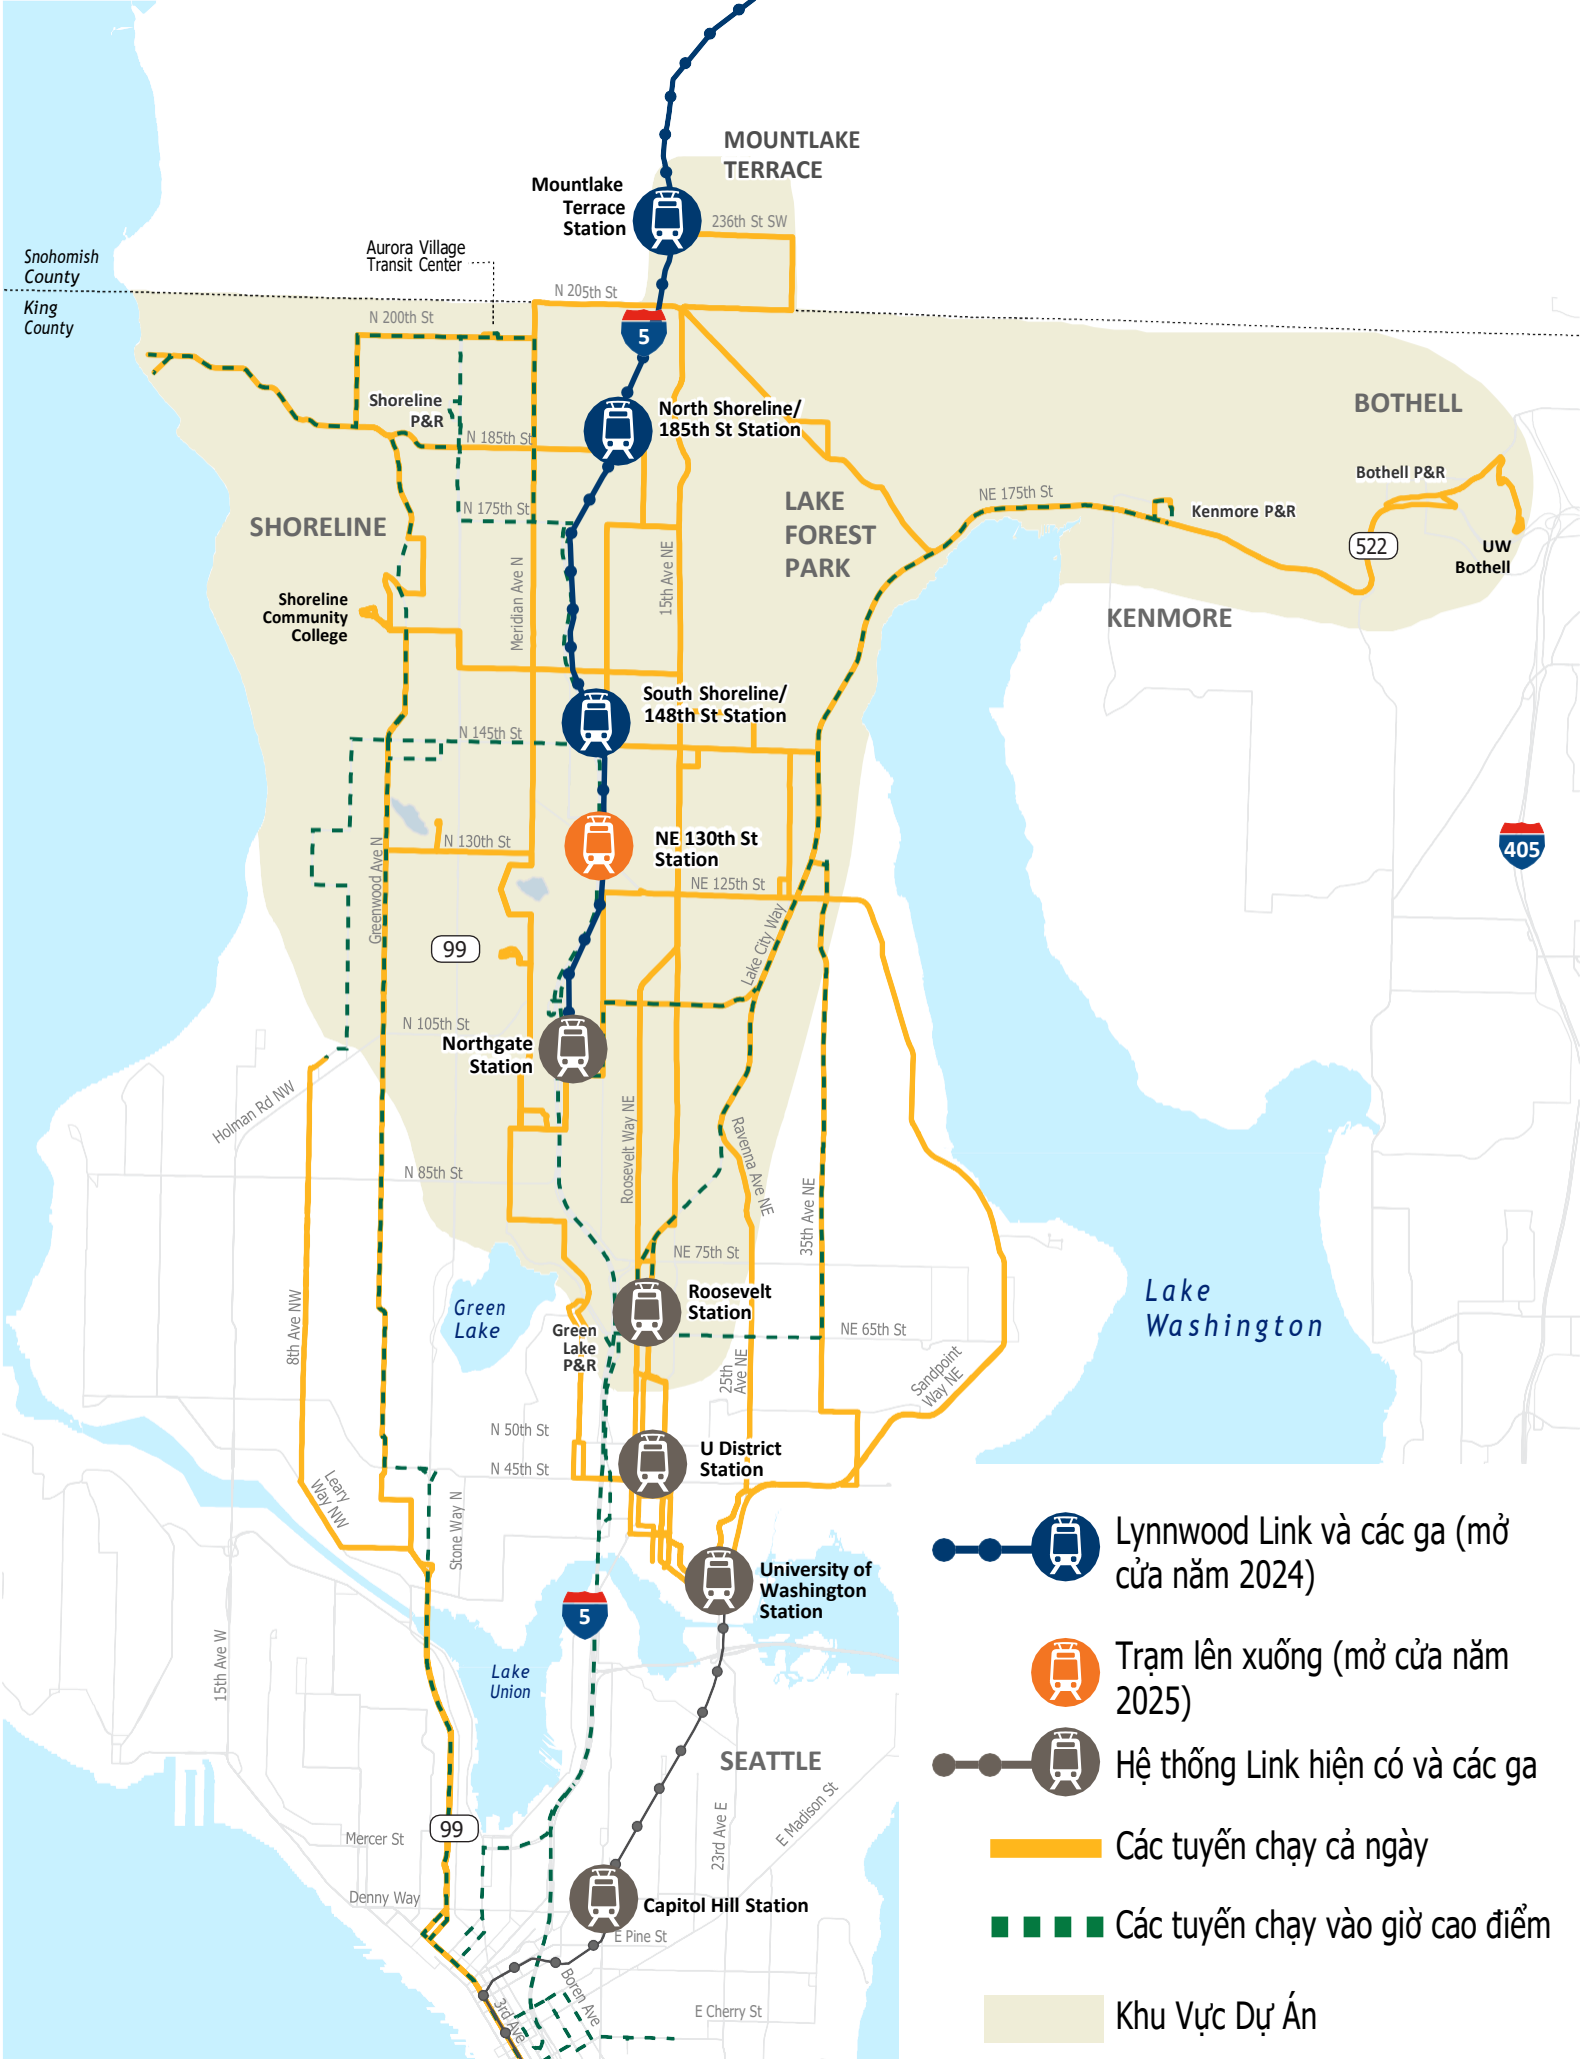 MOUNTLAKE
TERRACE
Mountlake
Terrace
Station
236th St SW
Aurora Village
Transit Center
Snohomish
County
King
County
N 205th St
N 200th St
5
Shoreline
P&R
North Shoreline/
185th St Station
N 185th St
BOTHELL
Bothell P&R
NE 175th St
Kenmore P&R
LAKE
FOREST
PARK
N 175th St
SHORELINE
522
UW
Bothell
15th Ave NE
Meridian Ave N
Shoreline
Community
College
KENMORE
South Shoreline/
148th St Station
N 145th St
NE 130th St
Station
N 130th St
405
NE 125th St
Greenwood Ave N
99
Lake City Way
N 105th St
Northgate
Station
Holman Rd NW
Roosevelt Way NE
Ravenna Ave NE
N 85th St
35th Ave NE
NE 75th St
Roosevelt
Station
Lake
Washington
Green
Lake
8th Ave NW
Green
Lake
P&R
NE 65th St
25th
Ave NE
Sandpoint
Way NE
N 50th St
U District
Station
N 45th St
Leary
Way NW
Stone Way N
University of
Washington
Station
5
15th Ave W
Lake
Union
SEATTLE
23rd Ave E
E Madison St
99
Mercer St
Denny Way
Capitol Hill Station
E Pine St
Boren Ave
3rd Ave
E Cherry St
Lynnwood Link và các ga (mở
cửa năm 2024)
Trạm lên xuống (mở cửa năm
2025)
Hệ thống Link hiện có và các ga
Các tuyến chạy cả ngày
Các tuyến chạy vào giờ cao điểm
Khu Vực Dự Án